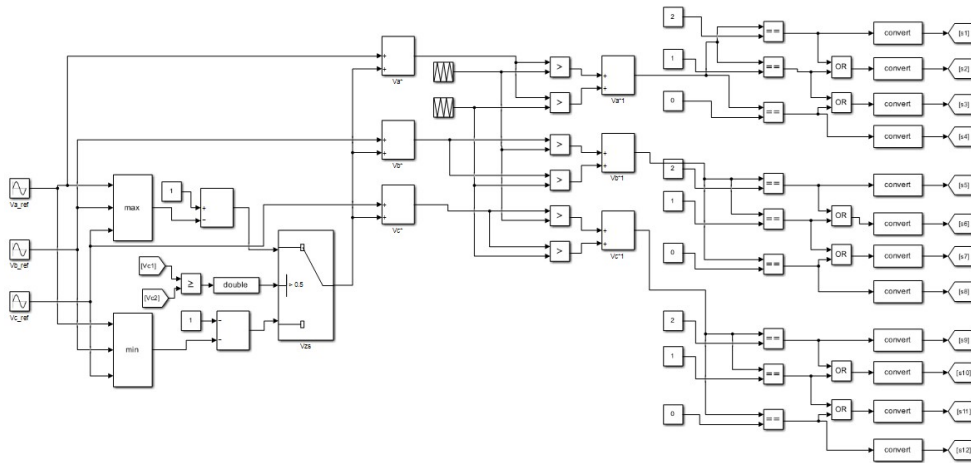 2
==
convert
[s1]
Va*
>
Va*1
1
==
OR
convert
[s2]
>
0
==
OR
convert
[s3]
convert
[s4]
Vb*
>
Vb*1
>
2
==
convert
[s5]
1
==
OR
convert
[s6]
0
==
OR
convert
[s7]
convert
[s8]
Va_ref
max
1
Vc*
>
Vc*1
>
Vb_ref
[Vc1]
[Vc2]
≥
double
> 0.5
Vzs
Vc_ref
min
1
2
==
convert
[s9]
1
==
OR
convert
[s10]
0
==
OR
convert
[s11]
convert
[s12]